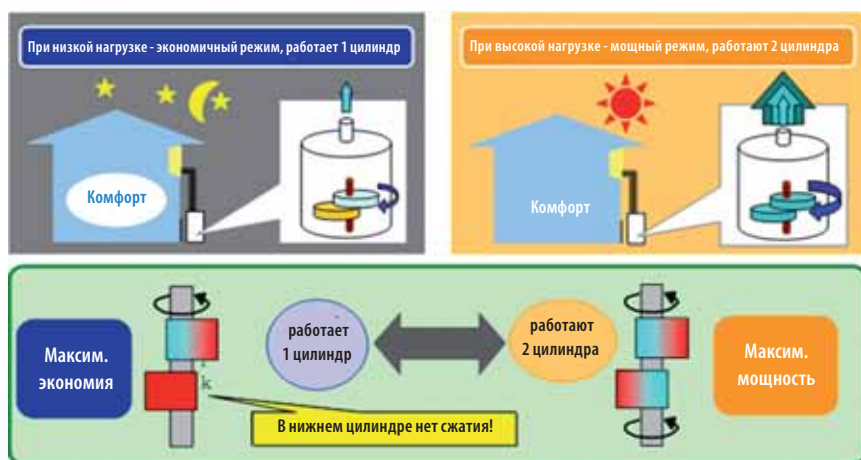 При низкой нагрузке - экономичный режим, работает 1 цилиндр
При высокой нагрузке - мощный режим, работают 2 цилиндра
Комфорт
Комфорт
Максим.
экономия
k
работает
1 цилиндр
работают
2 цилиндра
Максим.
мощность
В нижнем цилиндре нет сжатия!